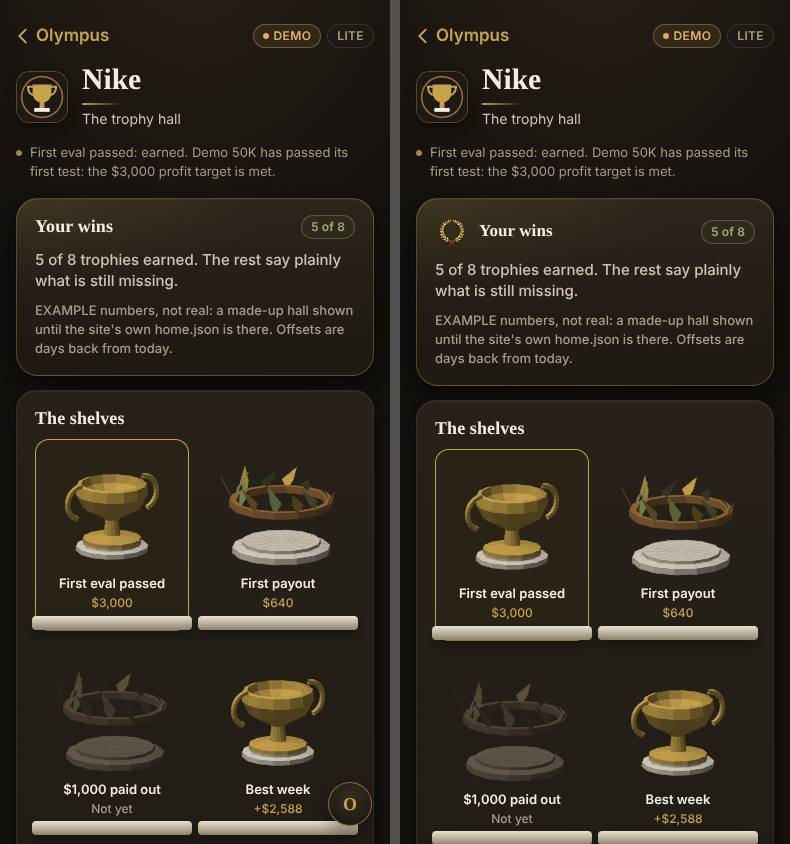 Olympus
DEMO
LITE
Nike
The trophy hall
First eval passed: earned. Demo 50K has passed its
first test: the $3,000 profit target is met.
Your wins
5 of 8
5 of 8 trophies earned. The rest say plainly
what is still missing.
EXAMPLE numbers, not real: a made-up hall shown
until the site's own home.json is there. Offsets are
days back from today.
The shelves
First eval passed
$3,000
First payout
$640
$1,000 paid out
Not yet
Best week
+$2,588
O
Olympus
DEMO
LITE
Nike
The trophy hall
First eval passed: earned. Demo 50K has passed its
first test: the $3,000 profit target is met.
Your wins
5 of 8
5 of 8 trophies earned. The rest say plainly
what is still missing.
EXAMPLE numbers, not real: a made-up hall shown
until the site's own home.json is there. Offsets are
days back from today.
The shelves
First eval passed
$3,000
First payout
$640
$1,000 paid out
Not yet
Best week
+$2,588